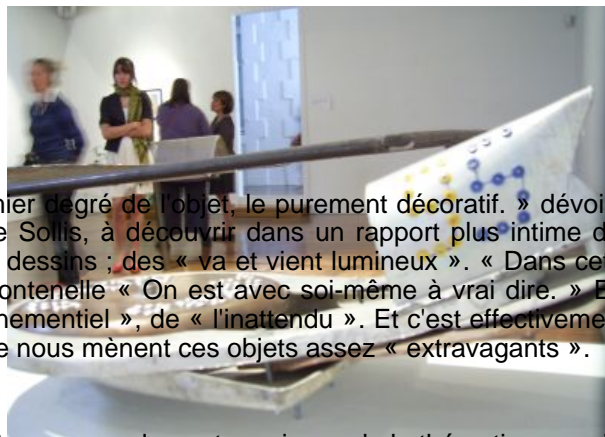 nier degré de l'objet, le purement décoratif. » dévoi
e Sollis, à découvrir dans un rapport plus intime d
dessins ; des « va et vient lumineux ». « Dans cet
ontenelle « On est avec soi-même à vrai dire. » E
nementiel », de « l'inattendu ». Et c'est effectiveme
e nous mènent ces objets assez « extravagants ».